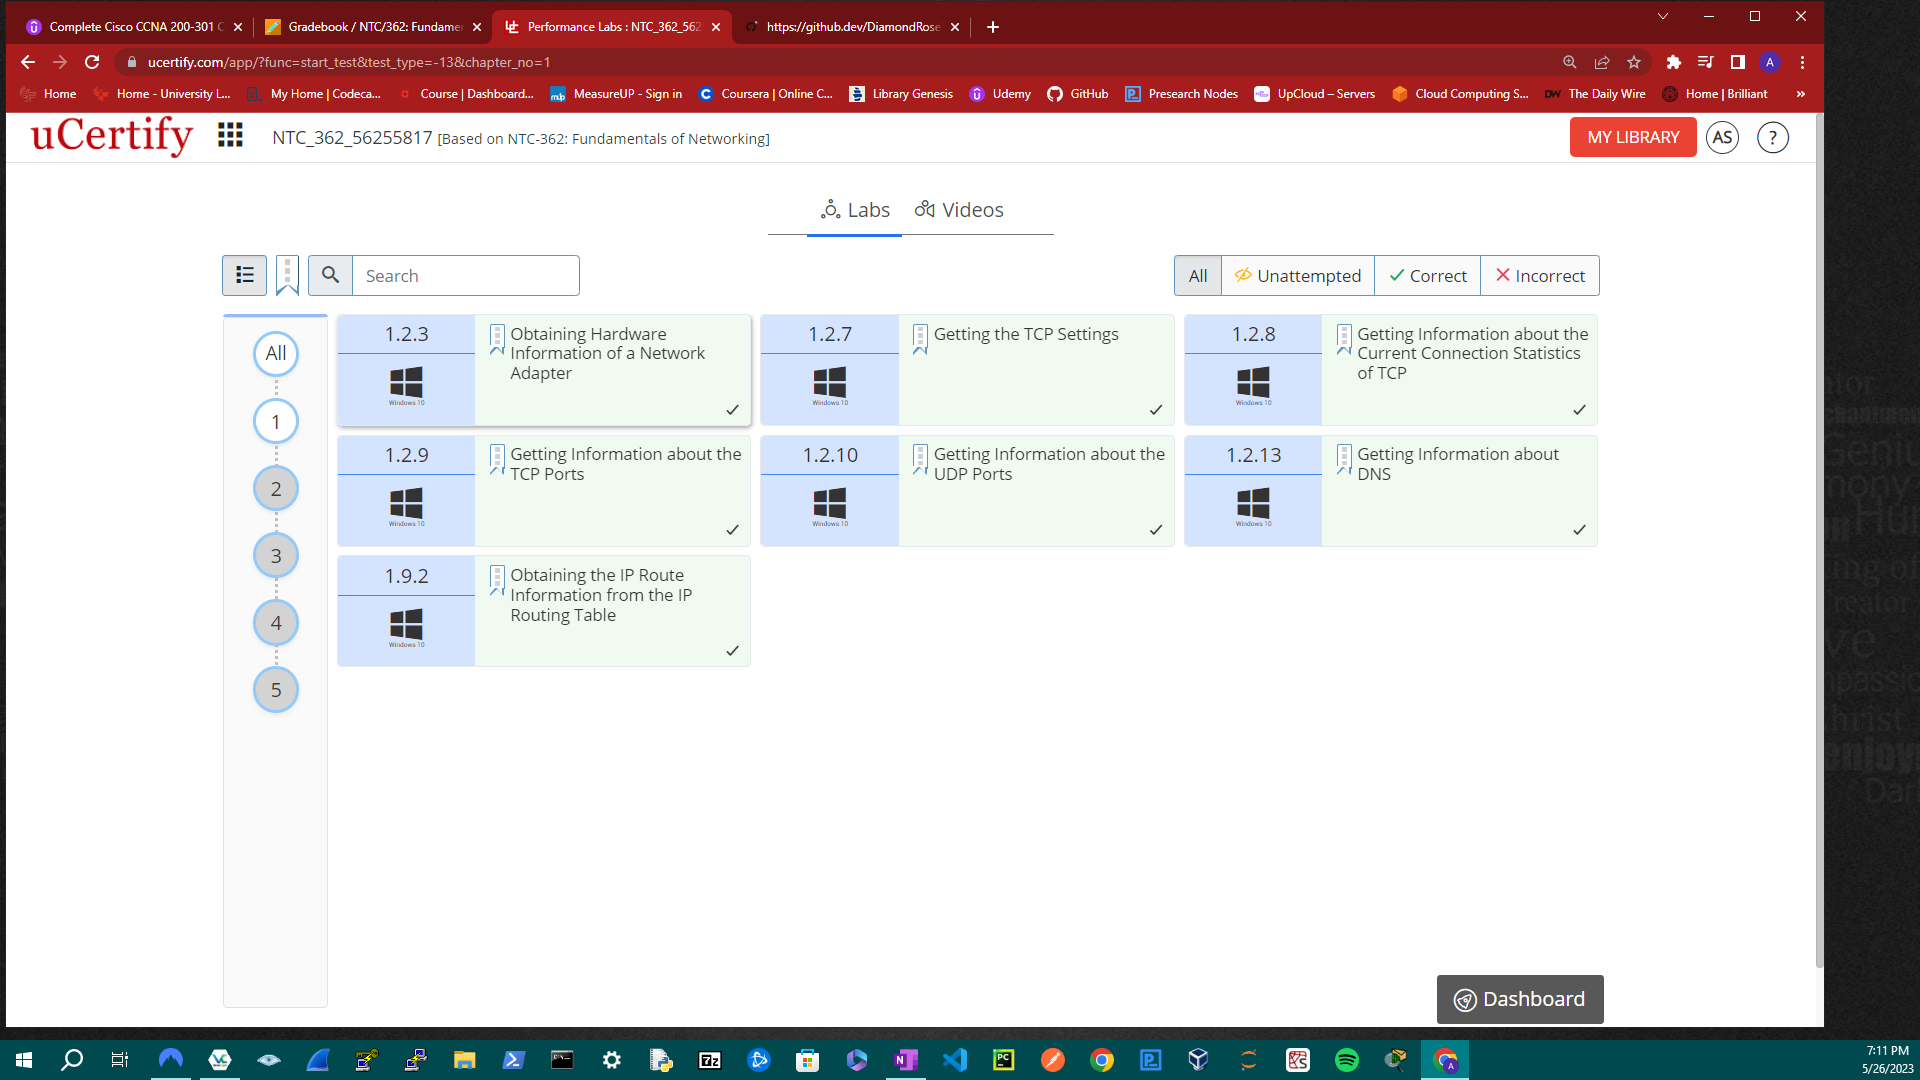 Complete Cisco CCNA 200-301 C
Gradebook / NTC/362: Fundamen
Performance Labs : NTC_362_562
https://github.dev/DiamondRose
ucertify.com/app/?func=start_test&test_type=-13&chapter_no=1
A
Home
Home - University L...
My Home | Codeca...
Course | Dashboard...
mup
MeasureUP - Sign in
Coursera | Online C...
Library Genesis
Udemy
GitHub
Presearch Nodes
UpCloud – Servers
Cloud Computing S...
DW
The Daily Wire
Home | Brilliant
»
uCertify
NTC_362_56255817 [Based on NTC-362: Fundamentals of Networking]
MY LIBRARY
AS
?
Labs
Videos
Search
All
Unattempted
Correct
Incorrect
All
1
2
3
4
5
1.2.3
Windows 10
Obtaining Hardware
Information of a Network
Adapter
1.2.7
Windows 10
Getting the TCP Settings
1.2.8
Windows 10
Getting Information about the
Current Connection Statistics
of TCP
1.2.9
Windows 10
Getting Information about the
TCP Ports
1.2.10
Windows 10
Getting Information about the
UDP Ports
1.2.13
Windows 10
Getting Information about
DNS
1.9.2
Windows 10
Obtaining the IP Route
Information from the IP
Routing Table
Dashboard
7:11 PM
5/26/2023